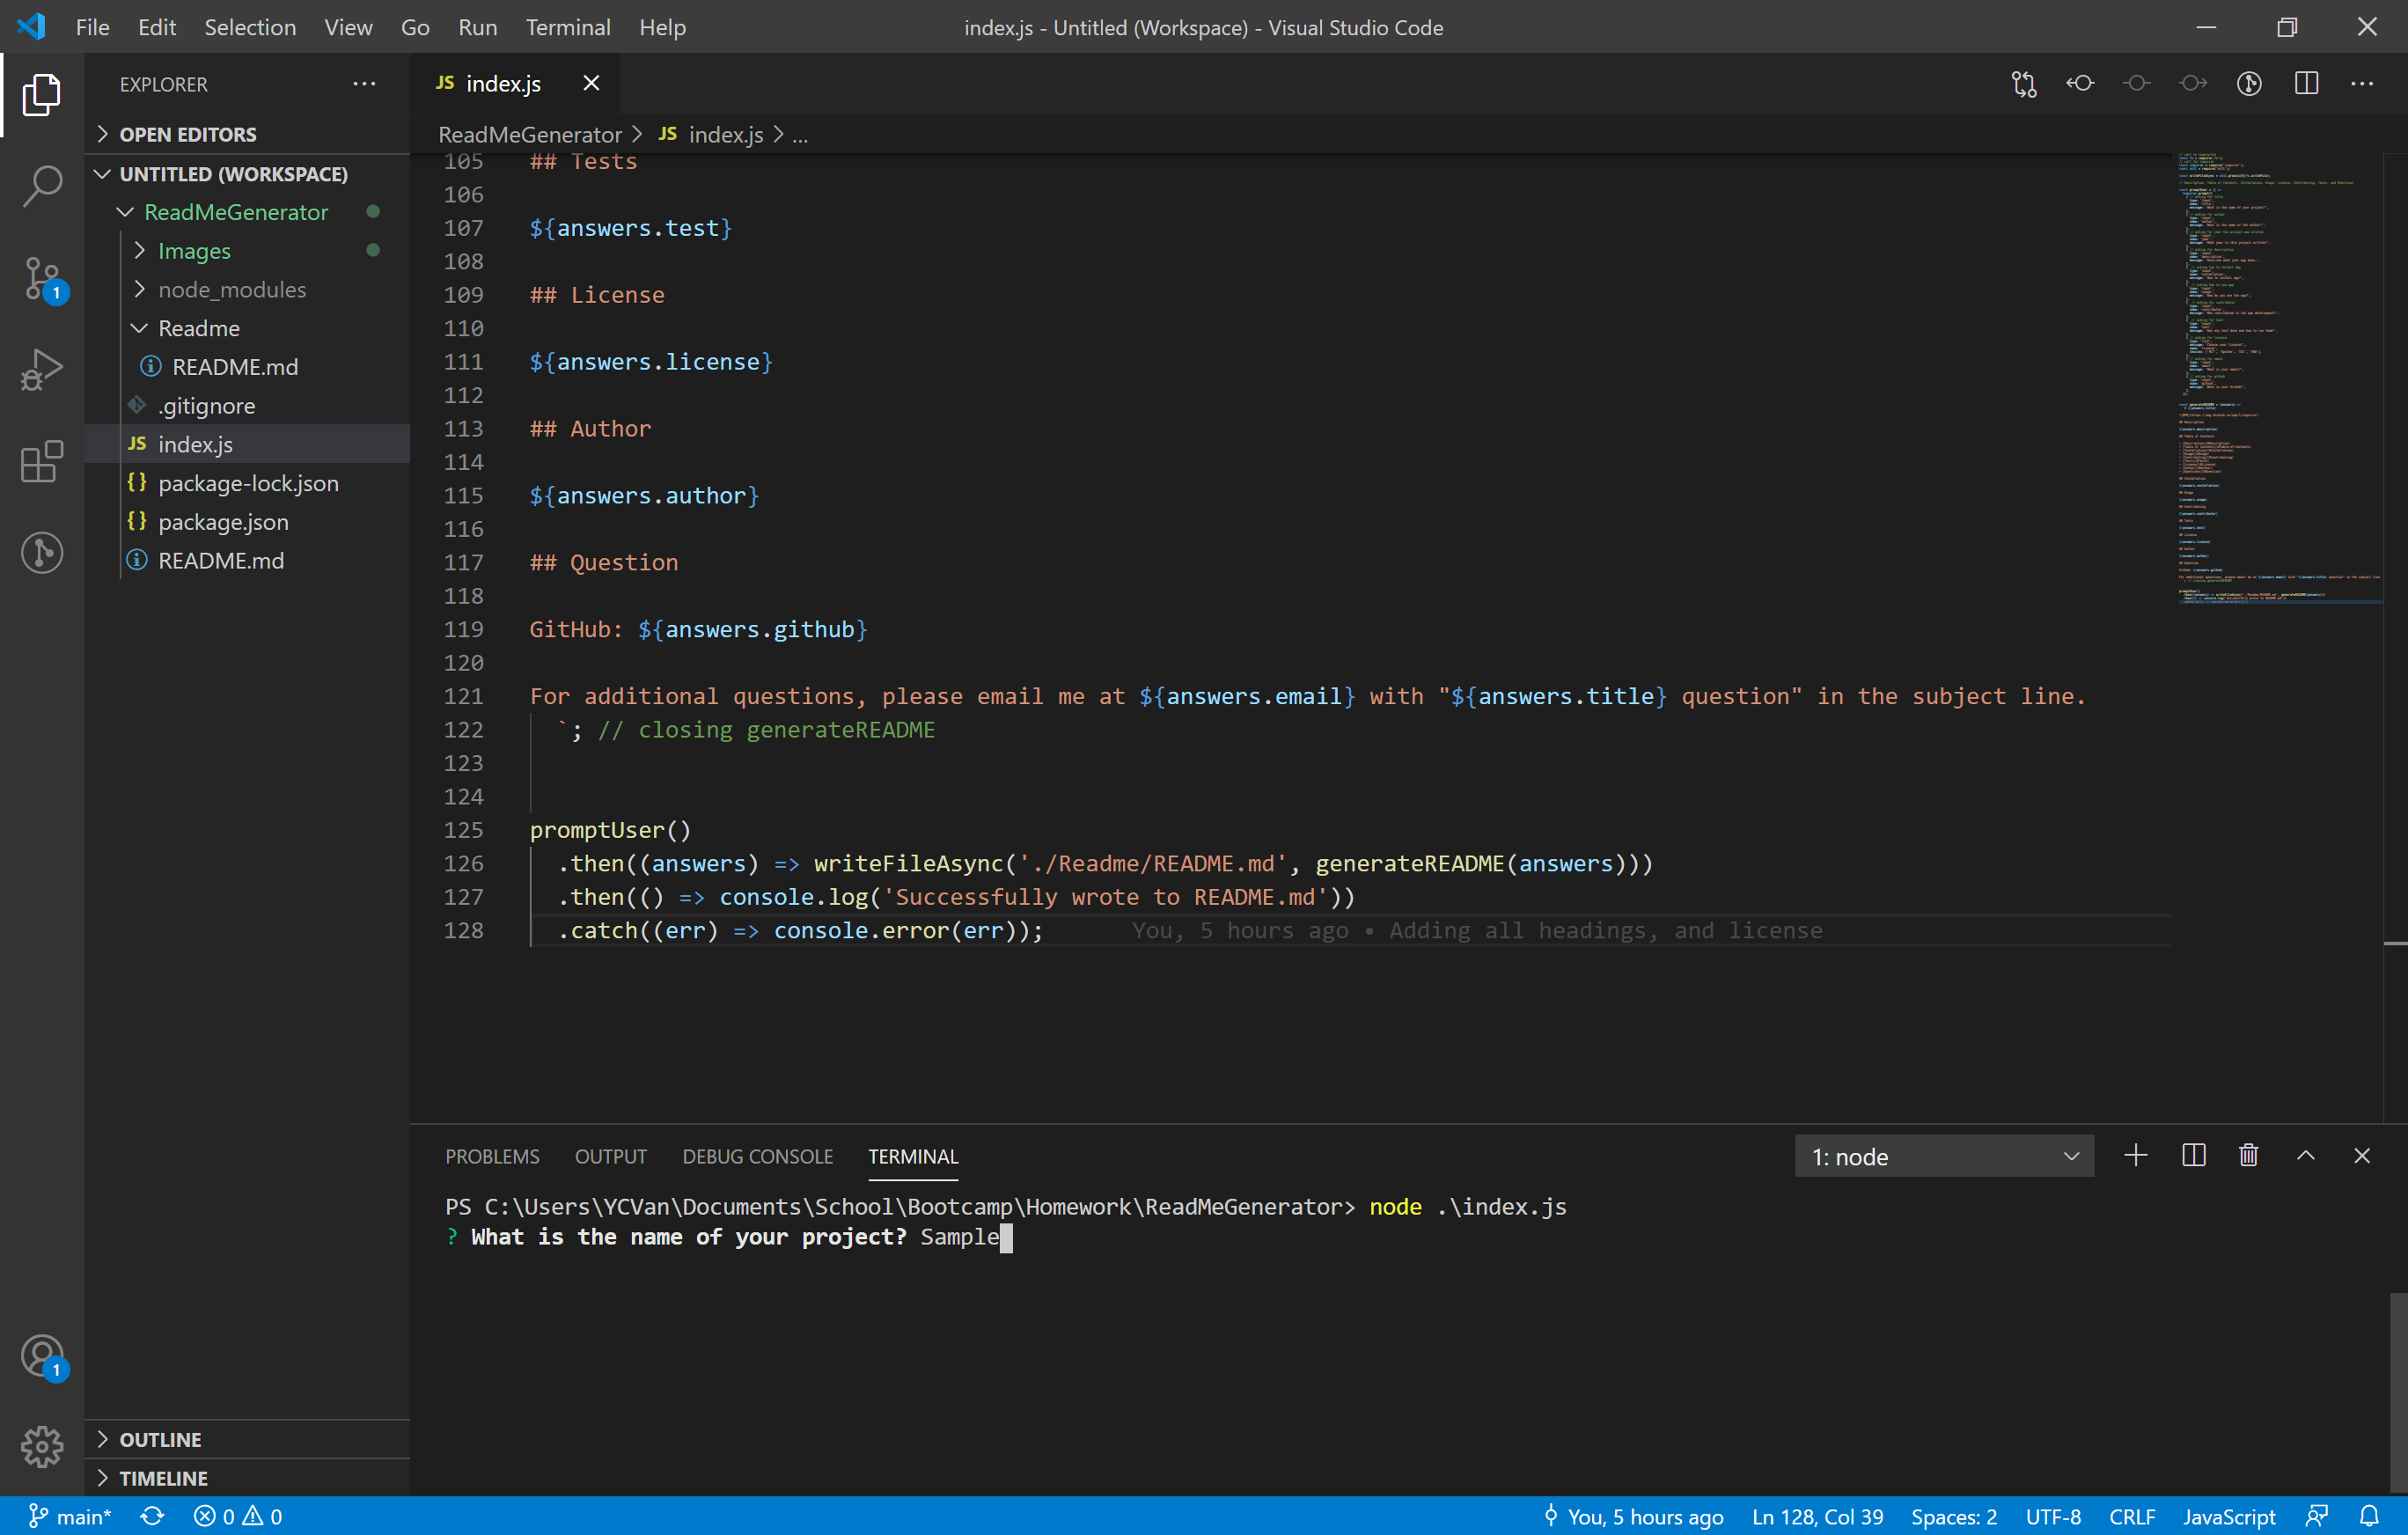 File Edit Selection View Go Run Terminal Help
index.js - Untitled (Workspace) - Visual Studio Code
EXPLORER
OPEN EDITORS
UNTITLED (WORKSPACE)
ReadMeGenerator
Images
node_modules
Readme
README.md
.gitignore
JS index.js
{} package-lock.json
{} package.json
README.md
OUTLINE
TIMELINE
1
1
JS index.js
ReadMeGenerator > JS index.js > ...
105 ## Tests
106
107 ${answers.test}
108
109 ## License
110
111 ${answers.license}
112
113 ## Author
114
115 ${answers.author}
116
117 ## Question
118
119 GitHub: ${answers.github}
120
121 For additional questions, please email me at ${answers.email} with "${answers.title} question" in the subject line.
122 `; // closing generateREADME
123
124
125 promptUser()
126 .then((answers) => writeFileAsync('./Readme/README.md', generateREADME(answers)))
127 .then(() => console.log('Successfully wrote to README.md'))
128 .catch((err) => console.error(err)); You, 5 hours ago • Adding all headings, and license
PROBLEMS OUTPUT DEBUG CONSOLE TERMINAL
1: node
PS C:\Users\YCVan\Documents\School\Bootcamp\Homework\ReadMeGenerator> node .\index.js
? What is the name of your project? Sample
main* 0 0
You, 5 hours ago Ln 128, Col 39 Spaces: 2 UTF-8 CRLF JavaScript